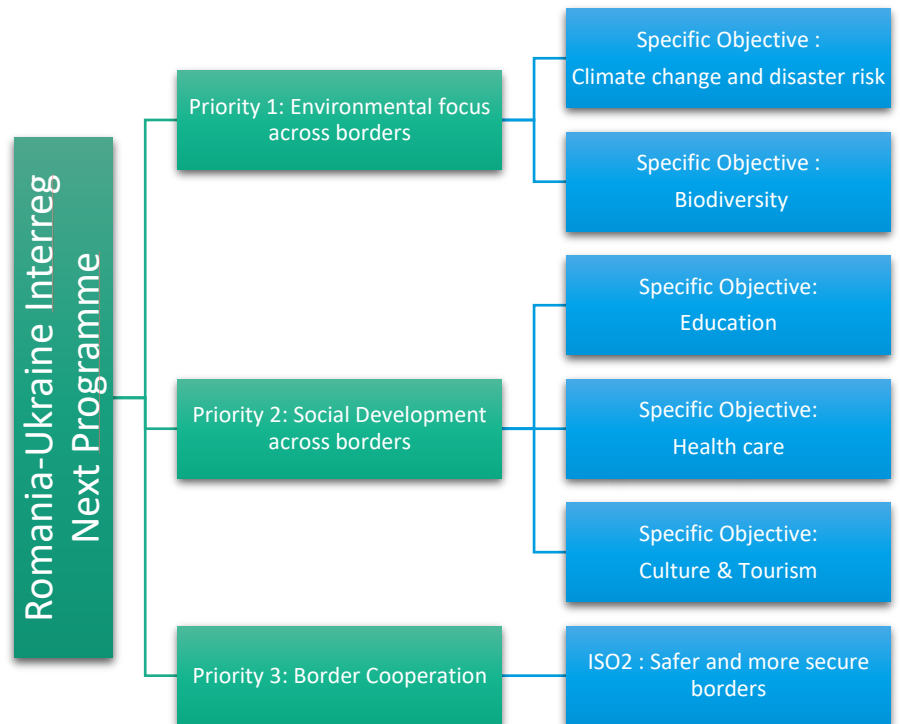 Romania-Ukraine Interreg
Next Programme
Priority 1: Environmental focus
across borders
Specific Objective :
Climate change and disaster risk
Specific Objective :
Biodiversity
Priority 2: Social Development
across borders
Specific Objective:
Education
Specific Objective:
Health care
Specific Objective:
Culture & Tourism
Priority 3: Border Cooperation
ISO2 : Safer and more secure
borders